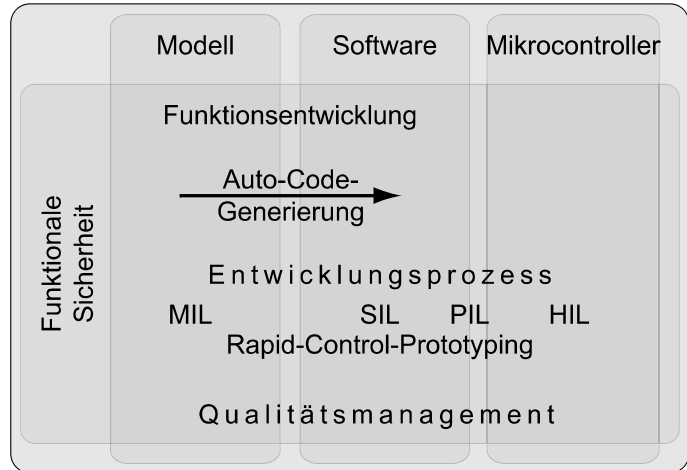 Modell Software Mikrocontroller
Funktionsentwicklung
Auto-Code-
Generierung
Funktionale
Sicherheit
Entwicklungsprozess
MIL SIL PIL HIL
Rapid-Control-Prototyping
Qualitätsmanagement